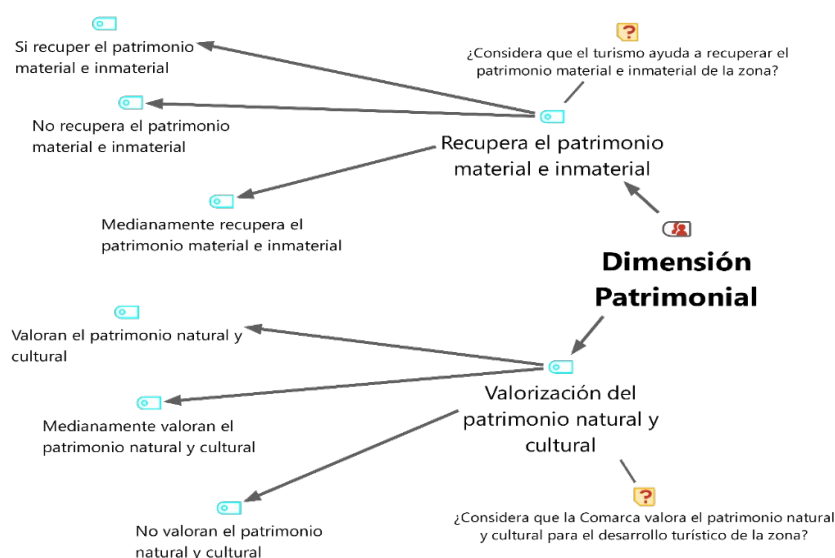 Si recuper el patrimonio
material e inmaterial
¿Considera que el turismo ayuda a recuperar el
patrimonio material e inmaterial de la zona?
No recupera el patrimonio
material e inmaterial
Recupera el patrimonio
material e inmaterial
Medianamente recupera el
patrimonio material e inmaterial
Dimensión
Patrimonial
Valoran el patrimonio natural y
cultural
Valorización del
patrimonio natural y
cultural
Medianamente valoran el
patrimonio natural y cultural
No valoran el patrimonio
natural y cultural
¿Considera que la Comarca valora el patrimonio natural
y cultural para el desarrollo turístico de la zona?